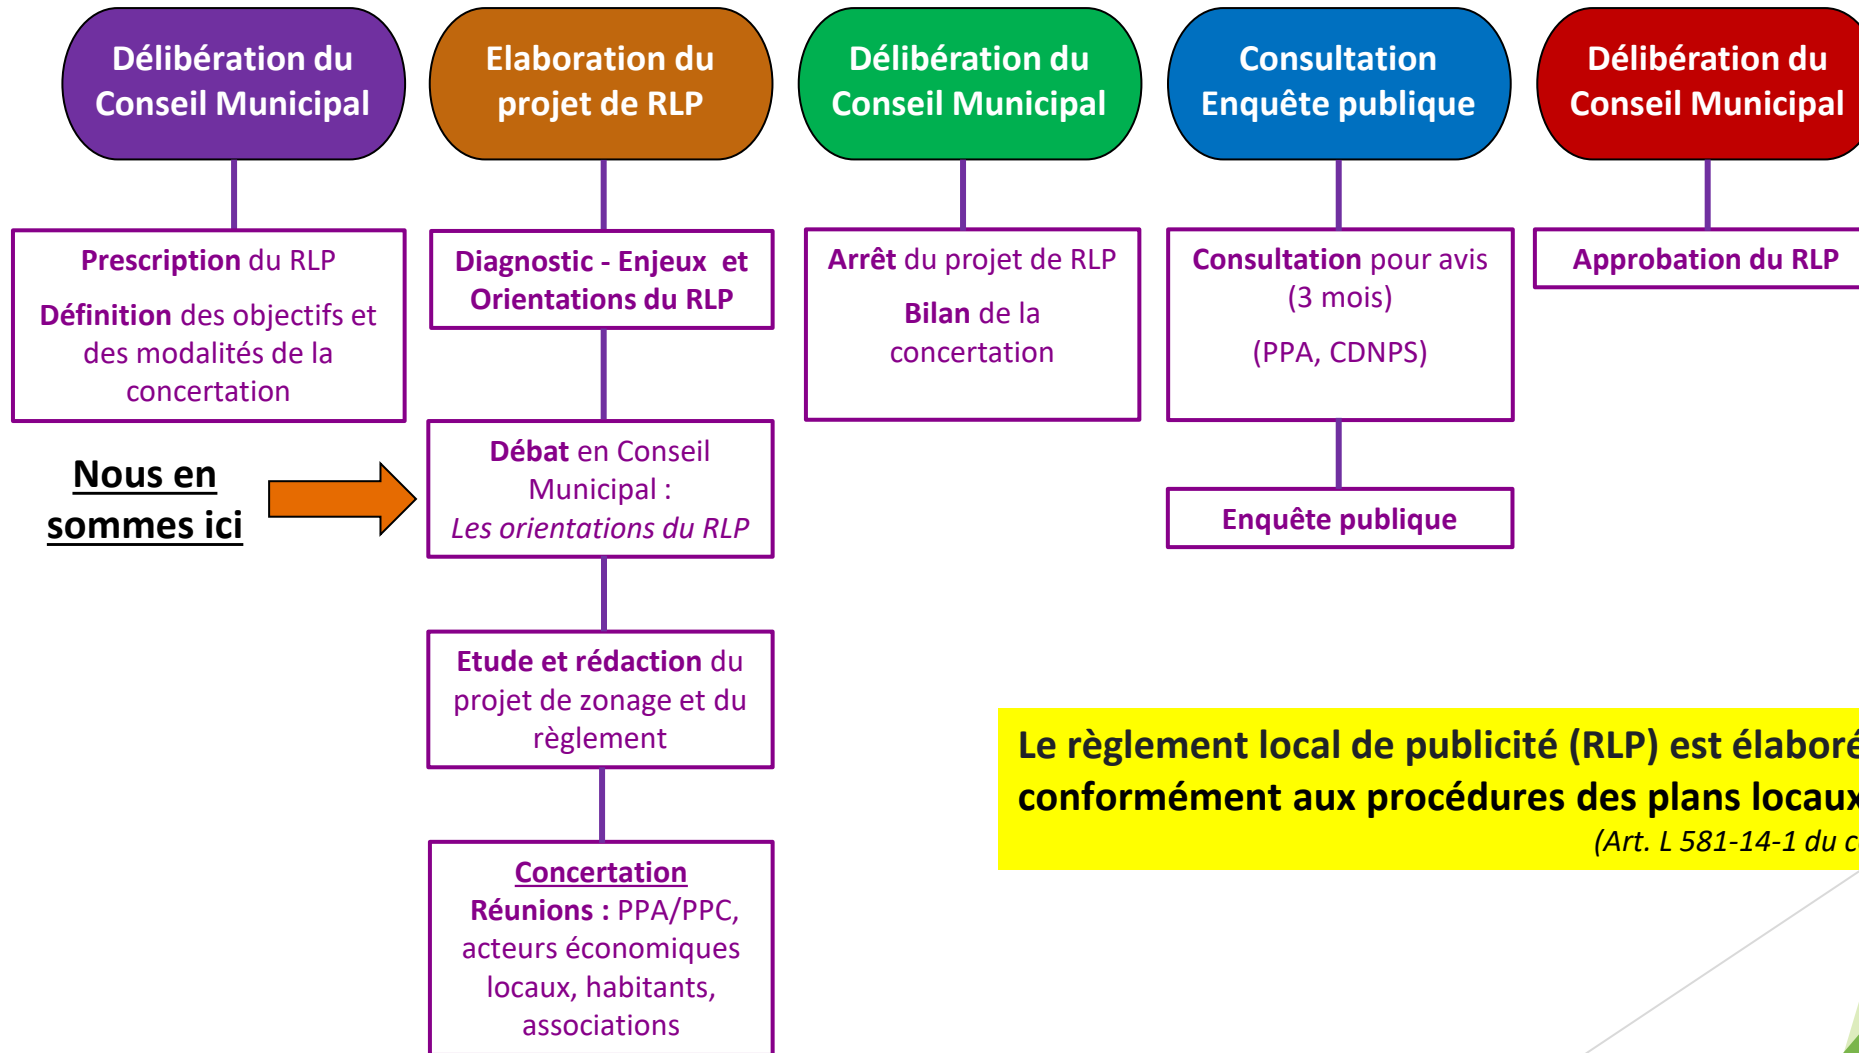 Délibération du
Conseil Municipal
Prescription du RLP
Définition des objectifs et
des modalités de la
concertation
Elaboration du
projet de RLP
Diagnostic - Enjeux et
Orientations du RLP
Nous en
sommes ici
Débat en Conseil
Municipal :
Les orientations du RLP
Etude et rédaction du
projet de zonage et du
règlement
Concertation
Réunions : PPA/PPC,
acteurs économiques
locaux, habitants,
associations
Délibération du
Conseil Municipal
Arrêt du projet de RLP
Bilan de la
concertation
Consultation
Enquête publique
Consultation pour avis
(3 mois)
(PPA, CDNPS)
Enquête publique
Délibération du
Conseil Municipal
Approbation du RLP
Le règlement local de publicité (RLP) est élaboré
conformément aux procédures des plans locaux
(Art. L 581-14-1 du c